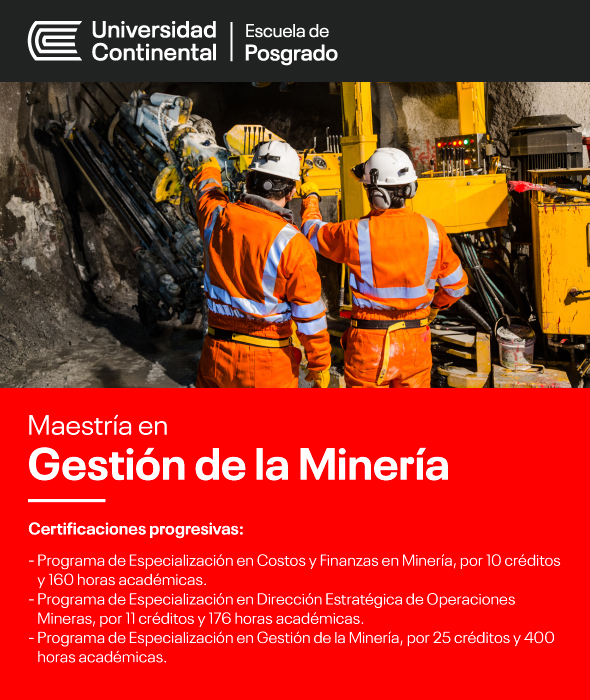 Universidad
Continental
Escuela de
Posgrado
Maestría en
Gestión de la Minería
Certificaciones progresivas:
- Programa de Especialización en Costos y Finanzas en Minería, por 10 créditos
y 160 horas académicas.
- Programa de Especialización en Dirección Estratégica de Operaciones
Mineras, por 11 créditos y 176 horas académicas.
- Programa de Especialización en Gestión de la Minería, por 25 créditos y 400
horas académicas.